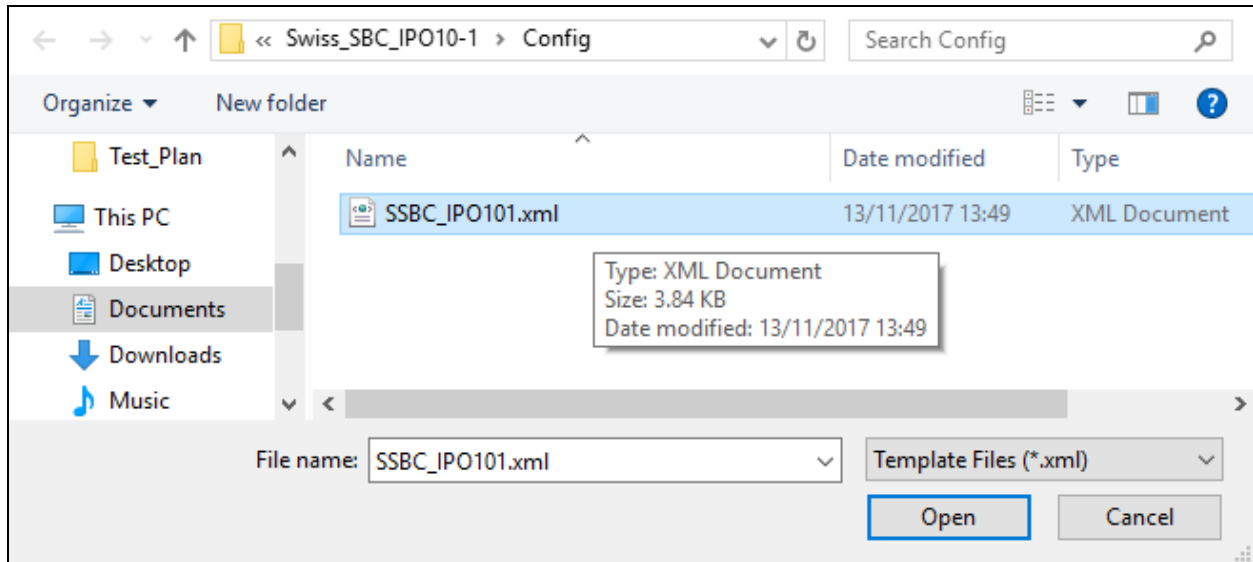 « Swiss_SBC_IPO10-1 > Config
Search Config
Organize
New folder
?
Test_Plan
This PC
Desktop
Documents
Downloads
Music
Name
Date modified
Type
SSBC_IPO101.xml
13/11/2017 13:49
XML Document
Type: XML Document
Size: 3.84 KB
Date modified: 13/11/2017 13:49
File name:
SSBC_IPO101.xml
Template Files (*.xml)
Open
Cancel